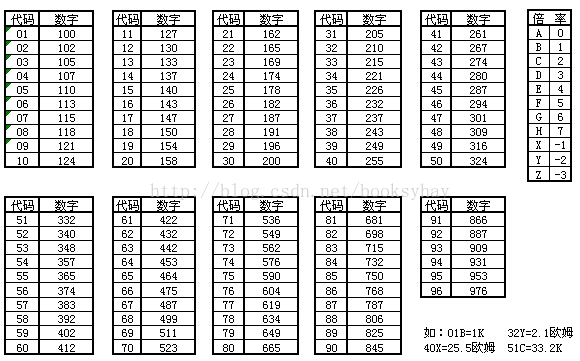 代码 数字 代码 数字 代码 数字 代码 数字 代码 数字 倍 率
01 100 11 127 21 162 31 205 41 261 A 0
02 102 12 130 22 165 32 210 42 267 B 1
03 105 13 133 23 169 33 215 43 274 C 2
04 107 14 137 24 174 34 221 44 280 D 3
05 110 15 140 25 178 35 226 45 287 E 4
06 113 16 143 26 182 36 232 46 294 F 5
07 115 17 147 27 187 37 237 47 301 G 6
08 118 18 150 28 191 38 243 48 309 H 7
09 121 19 154 29 196 39 249 49 316 X -1
10 124 20 158 30 200 40 255 50 324 Y -2
Z -3
http://blog.csdn.net/booksyhay
代码 数字 代码 数字 代码 数字 代码 数字 代码 数字
51 332 61 422 71 536 81 681 91 866
52 340 62 432 72 549 82 698 92 887
53 348 63 442 73 562 83 715 93 909
54 357 64 453 74 576 84 732 94 931
55 365 65 464 75 590 85 750 95 953
56 374 66 475 76 604 86 768 96 976
57 383 67 487 77 619 87 787
58 392 68 499 78 634 88 806
59 402 69 511 79 649 89 825
60 412 70 523 80 665 90 845
如:01B=1K 32Y=2.1欧姆
40X=25.5欧姆 51C=33.2K